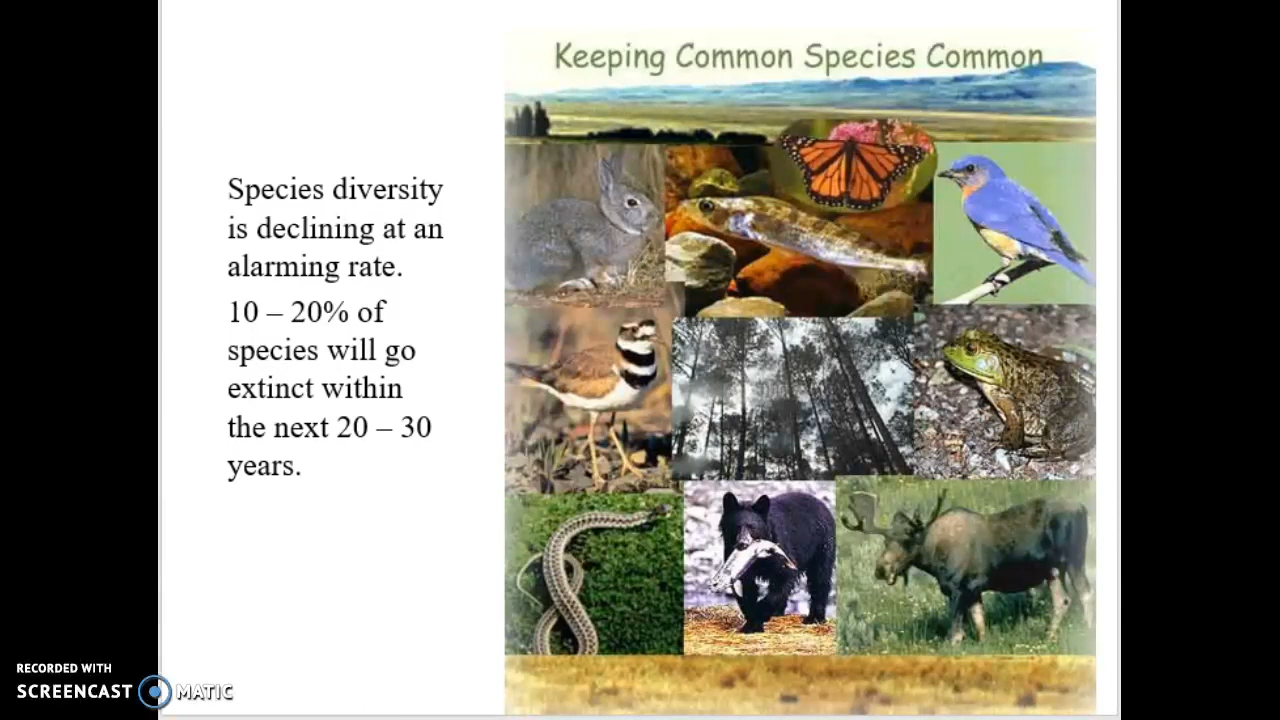 Keeping Common Species Common
Species diversity
is declining at an
alarming rate.
10 – 20% of
species will go
extinct within
the next 20 – 30
years.
RECORDED WITH
SCREENCAST MATIC